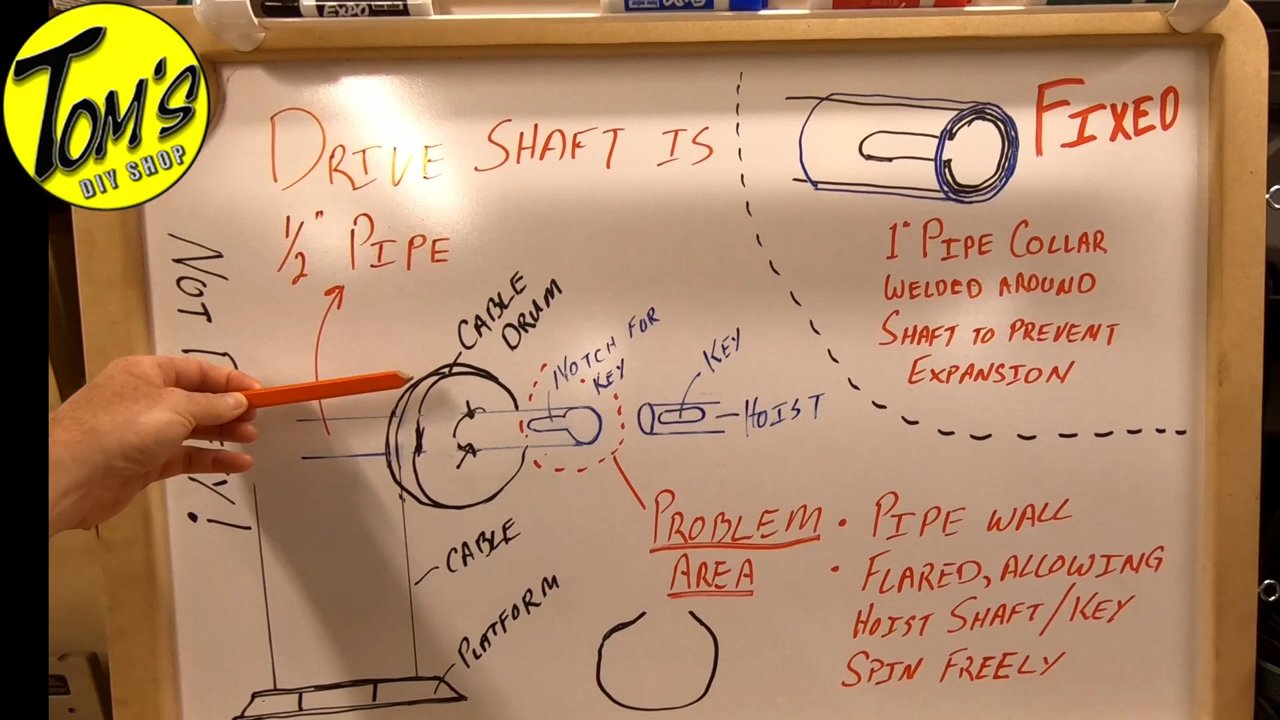 TOM'S
DIY SHOP
EXPO
DRIVE SHAFT IS
1/2" PIPE
NOT
CABLE
DRUM
NOTCH FOR
KEY
KEY
HOIST
CABLE
PLATFORM
FIXED
1" PIPE COLLAR
WELDED AROUND
SHAFT TO PREVENT
EXPANSION
PROBLEM
AREA
• PIPE WALL
• FLARED, ALLOWING
HOIST SHAFT/KEY
SPIN FREELY